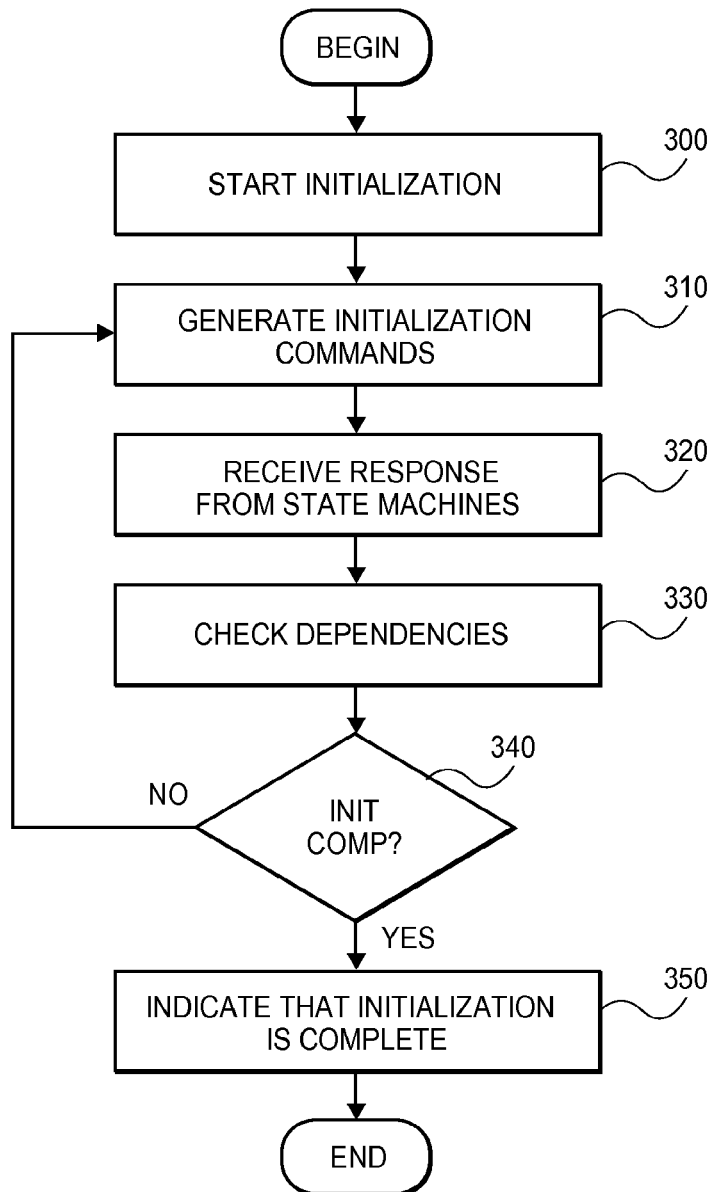 BEGIN
300
START INITIALIZATION
310
GENERATE INITIALIZATION
COMMANDS
320
RECEIVE RESPONSE
FROM STATE MACHINES
330
CHECK DEPENDENCIES
340
NO
INIT
COMP?
YES
350
INDICATE THAT INITIALIZATION
IS COMPLETE
END